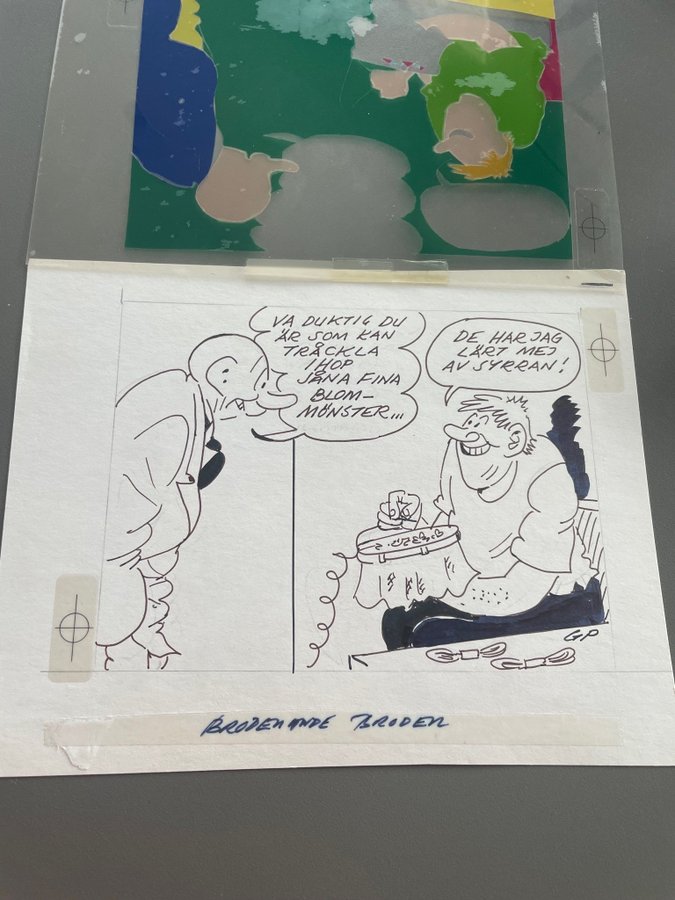 VA DUKTIG DU
ÄR SOM KAN
TRÅCKLA
IHOP
SÅNA FINA
BLOM-
MÖNSTER...
DE HAR JAG
LÄRT MEJ
AV SYRRAN!
GP
BRODERANDE BRODER